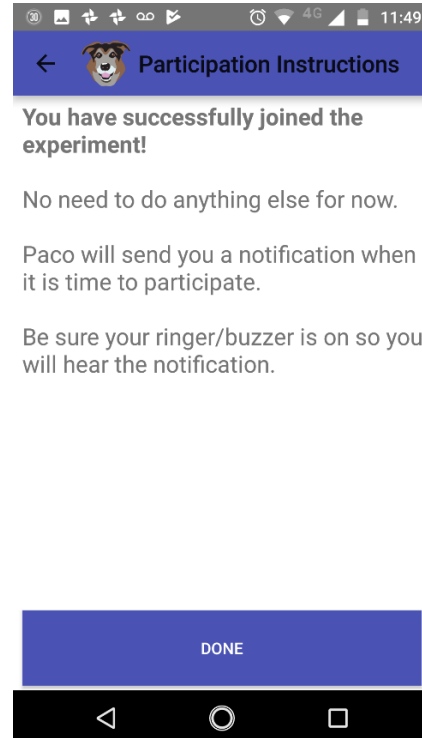 30 4G 11:49
Participation Instructions
You have successfully joined the
experiment!
No need to do anything else for now.
Paco will send you a notification when
it is time to participate.
Be sure your ringer/buzzer is on so you
will hear the notification.
DONE